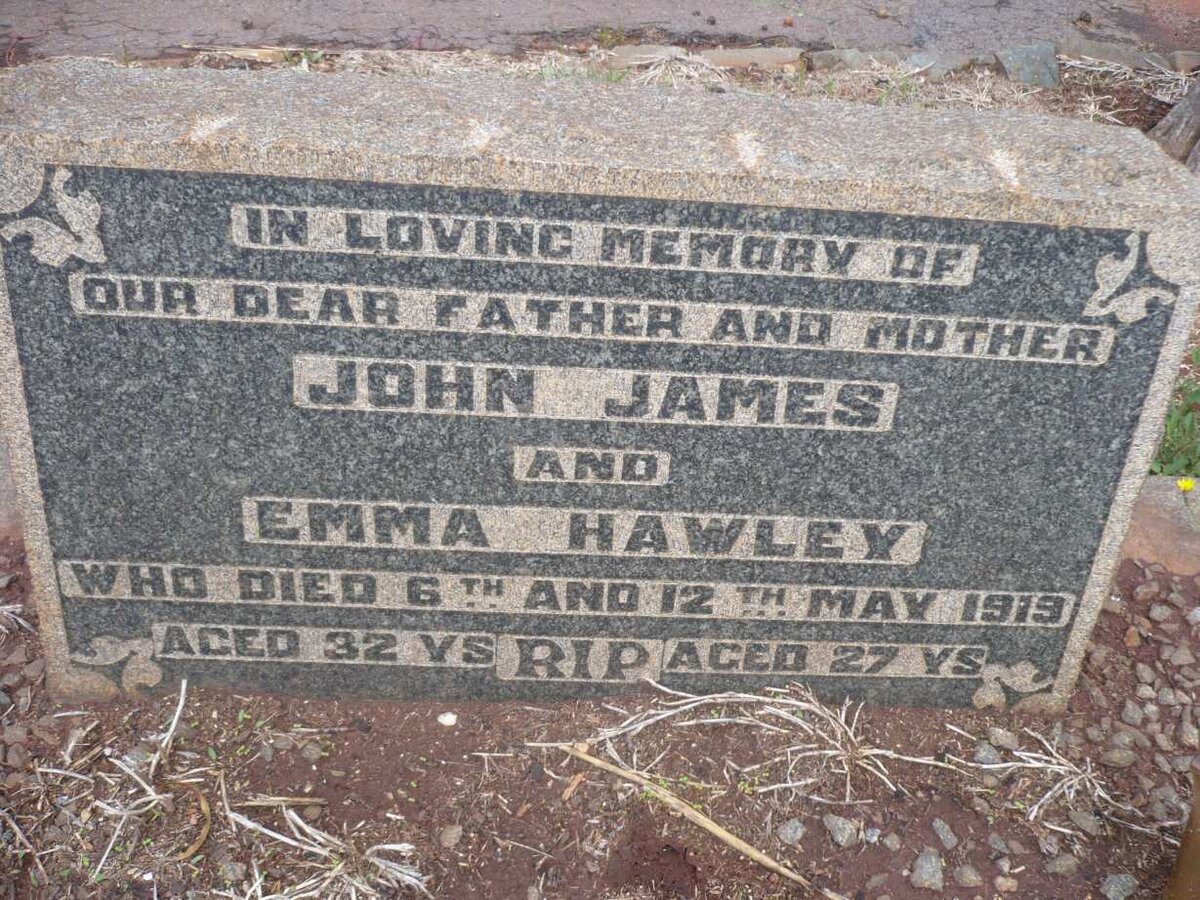 IN LOVING MEMORY OF
OUR DEAR FATHER AND MOTHER
JOHN JAMES
AND
EMMA HAWLEY
WHO DIED 6TH AND 12TH MAY 1919
AGED 32 YS RIP AGED 27 YS